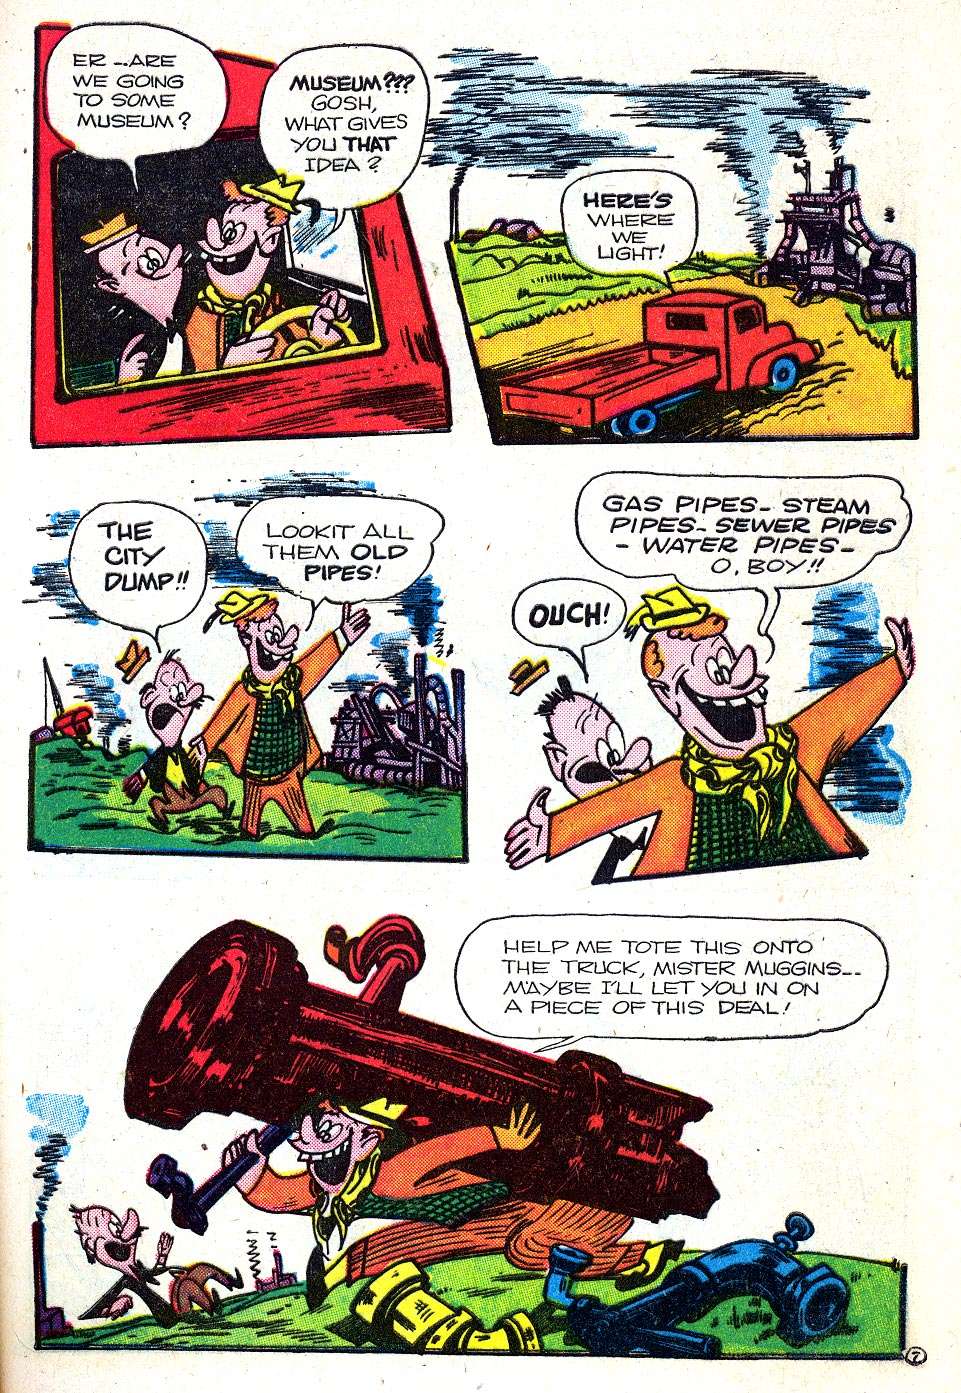 ER -- ARE
WE GOING
TO SOME
MUSEUM?
MUSEUM???
GOSH,
WHAT GIVES
YOU THAT
IDEA?
HERE'S
WHERE
WE
LIGHT!
THE
CITY
DUMP!!
LOOKIT ALL
THEM OLD
PIPES!
OUCH!
GAS PIPES - STEAM
PIPES - SEWER PIPES
- WATER PIPES -
O, BOY!!
HELP ME TOTE THIS ONTO
THE TRUCK, MISTER MUGGINS--
MAYBE I'LL LET YOU IN ON
A PIECE OF THIS DEAL!
7